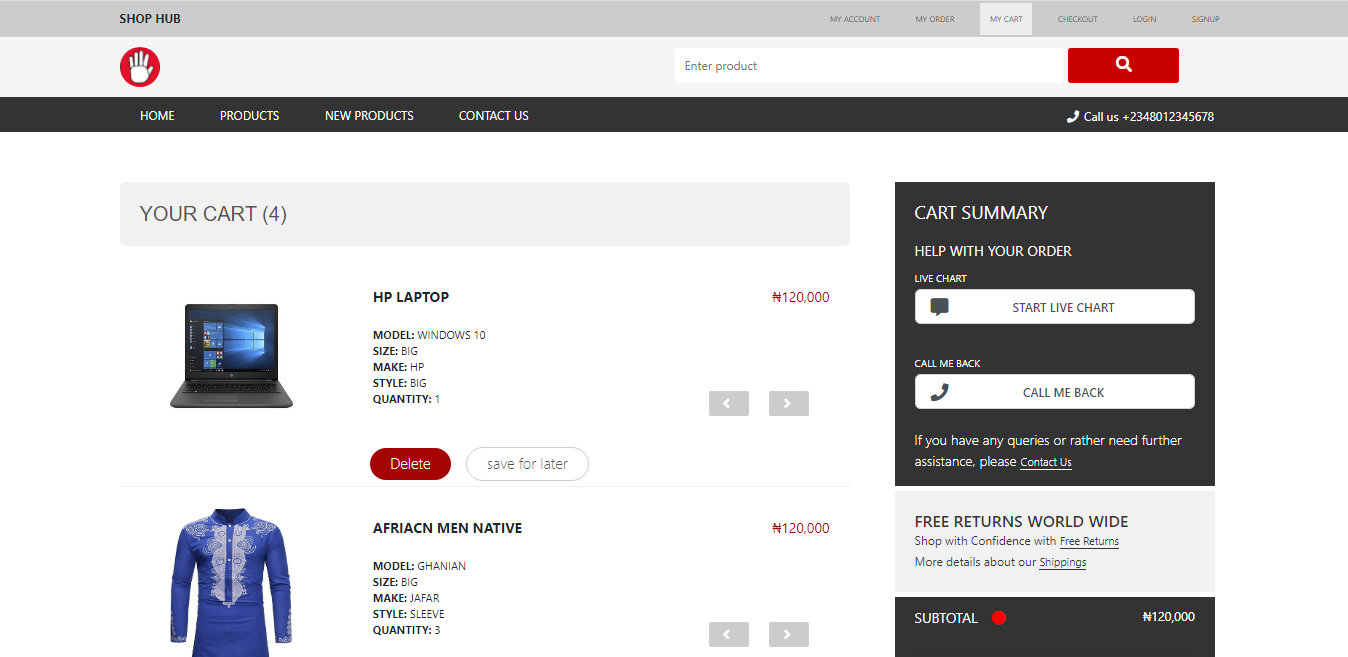 SHOP HUB
MY ACCOUNT
MY ORDER
MY CART
CHECKOUT
LOGIN
SIGNUP
Enter product
HOME
PRODUCTS
NEW PRODUCTS
CONTACT US
Call us +2348012345678
YOUR CART (4)
HP LAPTOP
₦120,000
MODEL: WINDOWS 10
SIZE: BIG
MAKE: HP
STYLE: BIG
QUANTITY: 1
Delete
save for later
AFRIACN MEN NATIVE
₦120,000
MODEL: GHANIAN
SIZE: BIG
MAKE: JAFAR
STYLE: SLEEVE
QUANTITY: 3
CART SUMMARY
HELP WITH YOUR ORDER
LIVE CHART
START LIVE CHART
CALL ME BACK
CALL ME BACK
If you have any queries or rather need further
assistance, please Contact Us
FREE RETURNS WORLD WIDE
Shop with Confidence with Free Returns
More details about our Shippings
SUBTOTAL
₦120,000